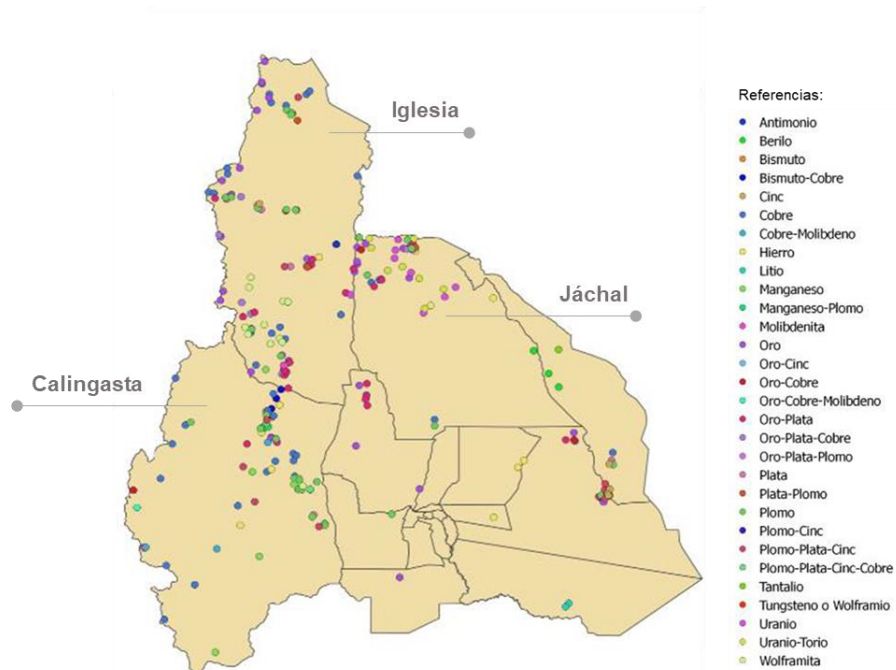 Iglesia
Jáchal
Calingasta
Referencias:
Antimonio
Berilo
Bismuto
Bismuto-Cobre
Cinc
Cobre
Cobre-Molibdeno
Hierro
Litio
Manganeso
Manganeso-Plomo
Molibdenita
Oro
Oro-Cinc
Oro-Cobre
Oro-Cobre-Molibdeno
Oro-Plata
Oro-Plata-Cobre
Oro-Plata-Plomo
Plata
Plata-Plomo
Plomo
Plomo-Cinc
Plomo-Plata-Cinc
Plomo-Plata-Cinc-Cobre
Tantalio
Tungsteno o Wolframio
Uranio
Uranio-Torio
Wolframita